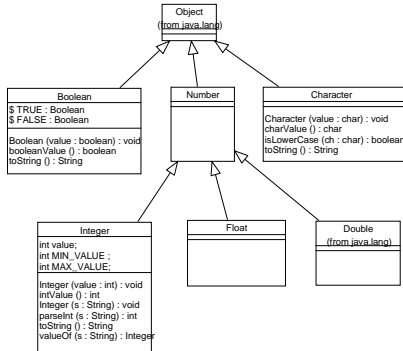 Object
(from java.lang)
Boolean
$ TRUE : Boolean
$ FALSE : Boolean
Boolean (value : boolean) : void
booleanValue () : boolean
toString () : String
Number
Character
Character (value : char) : void
charValue () : char
isLowerCase (ch : char) : boolean
toString () : String
Integer
int value;
int MIN_VALUE ;
int MAX_VALUE;
Integer (value : int) : void
intValue () : int
Integer (s : String) : void
parseInt (s : String) : int
toString () : String
valueOf (s : String) : Integer
Float
Double
(from java.lang)